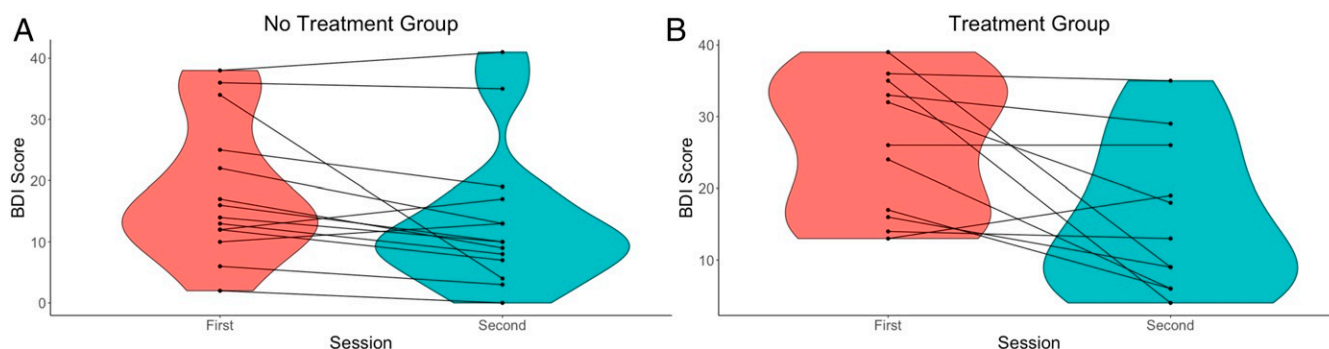 A
No Treatment Group
BDI Score
40
30
20
10
0
First
Second
Session
B
Treatment Group
BDI Score
40
30
20
10
First
Second
Session